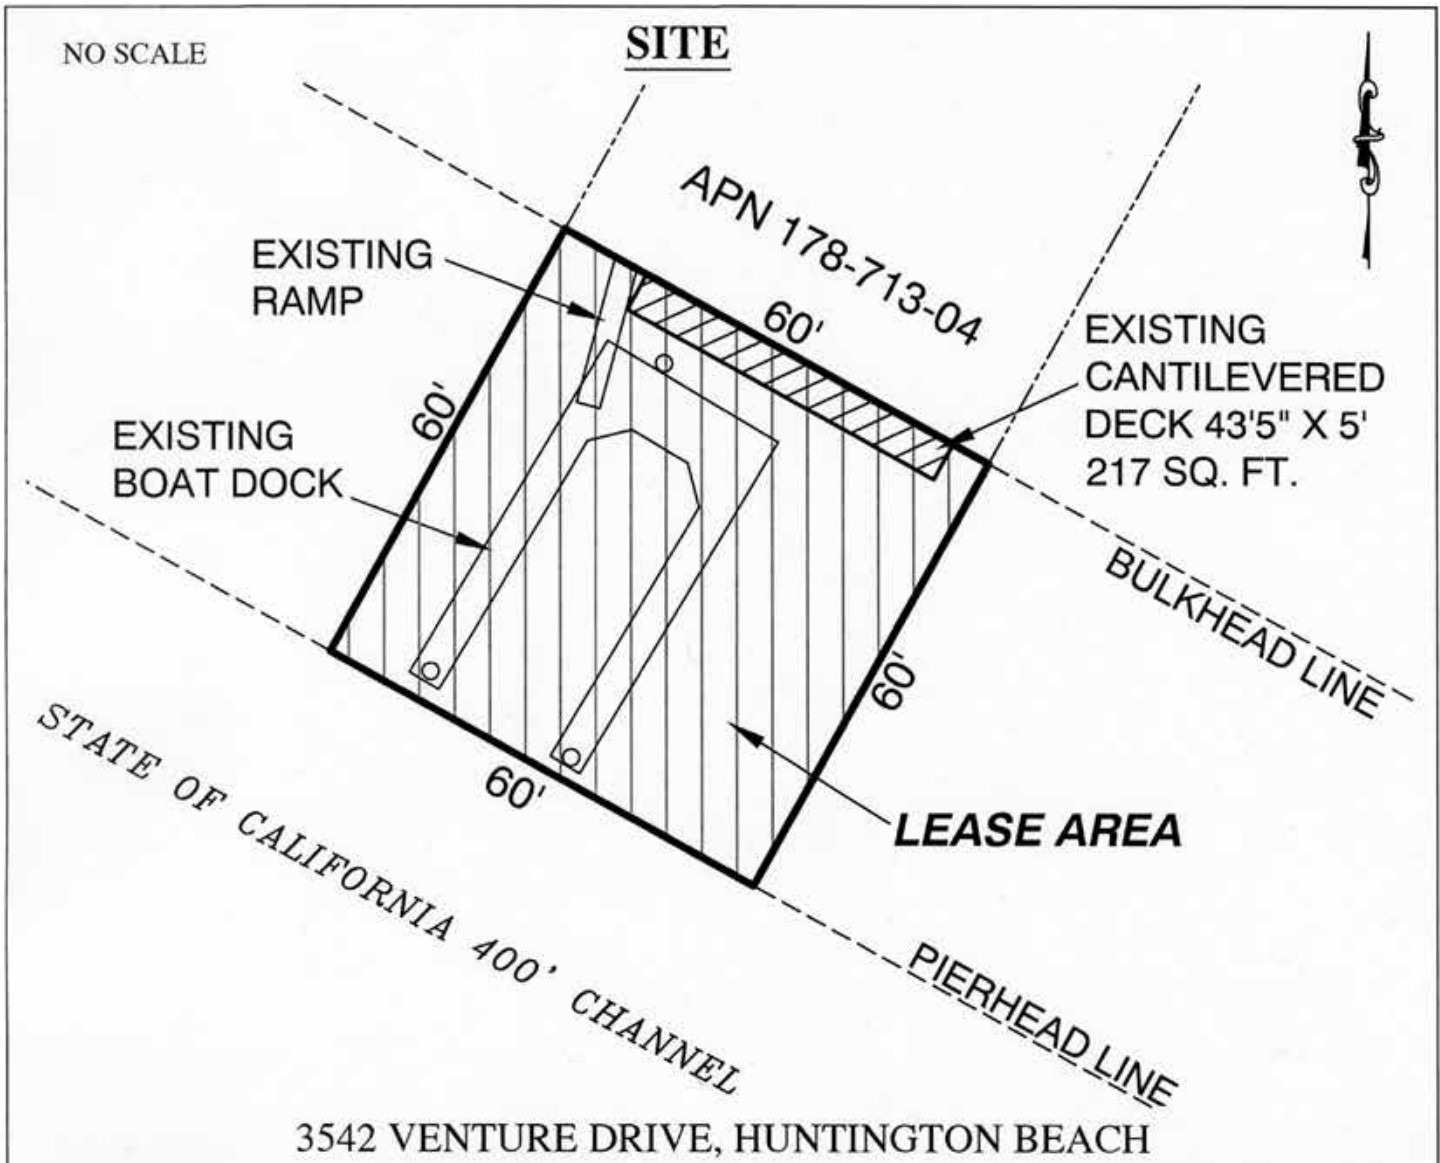 NO SCALE
SITE
APN 178-713-04
EXISTING
RAMP
60'
EXISTING
CANTILEVERED
DECK 43'5" X 5'
217 SQ. FT.
60'
EXISTING
BOAT DOCK
BULKHEAD LINE
60'
60'
LEASE AREA
STATE OF CALIFORNIA 400' CHANNEL
PIERHEAD LINE
3542 VENTURE DRIVE, HUNTINGTON BEACH